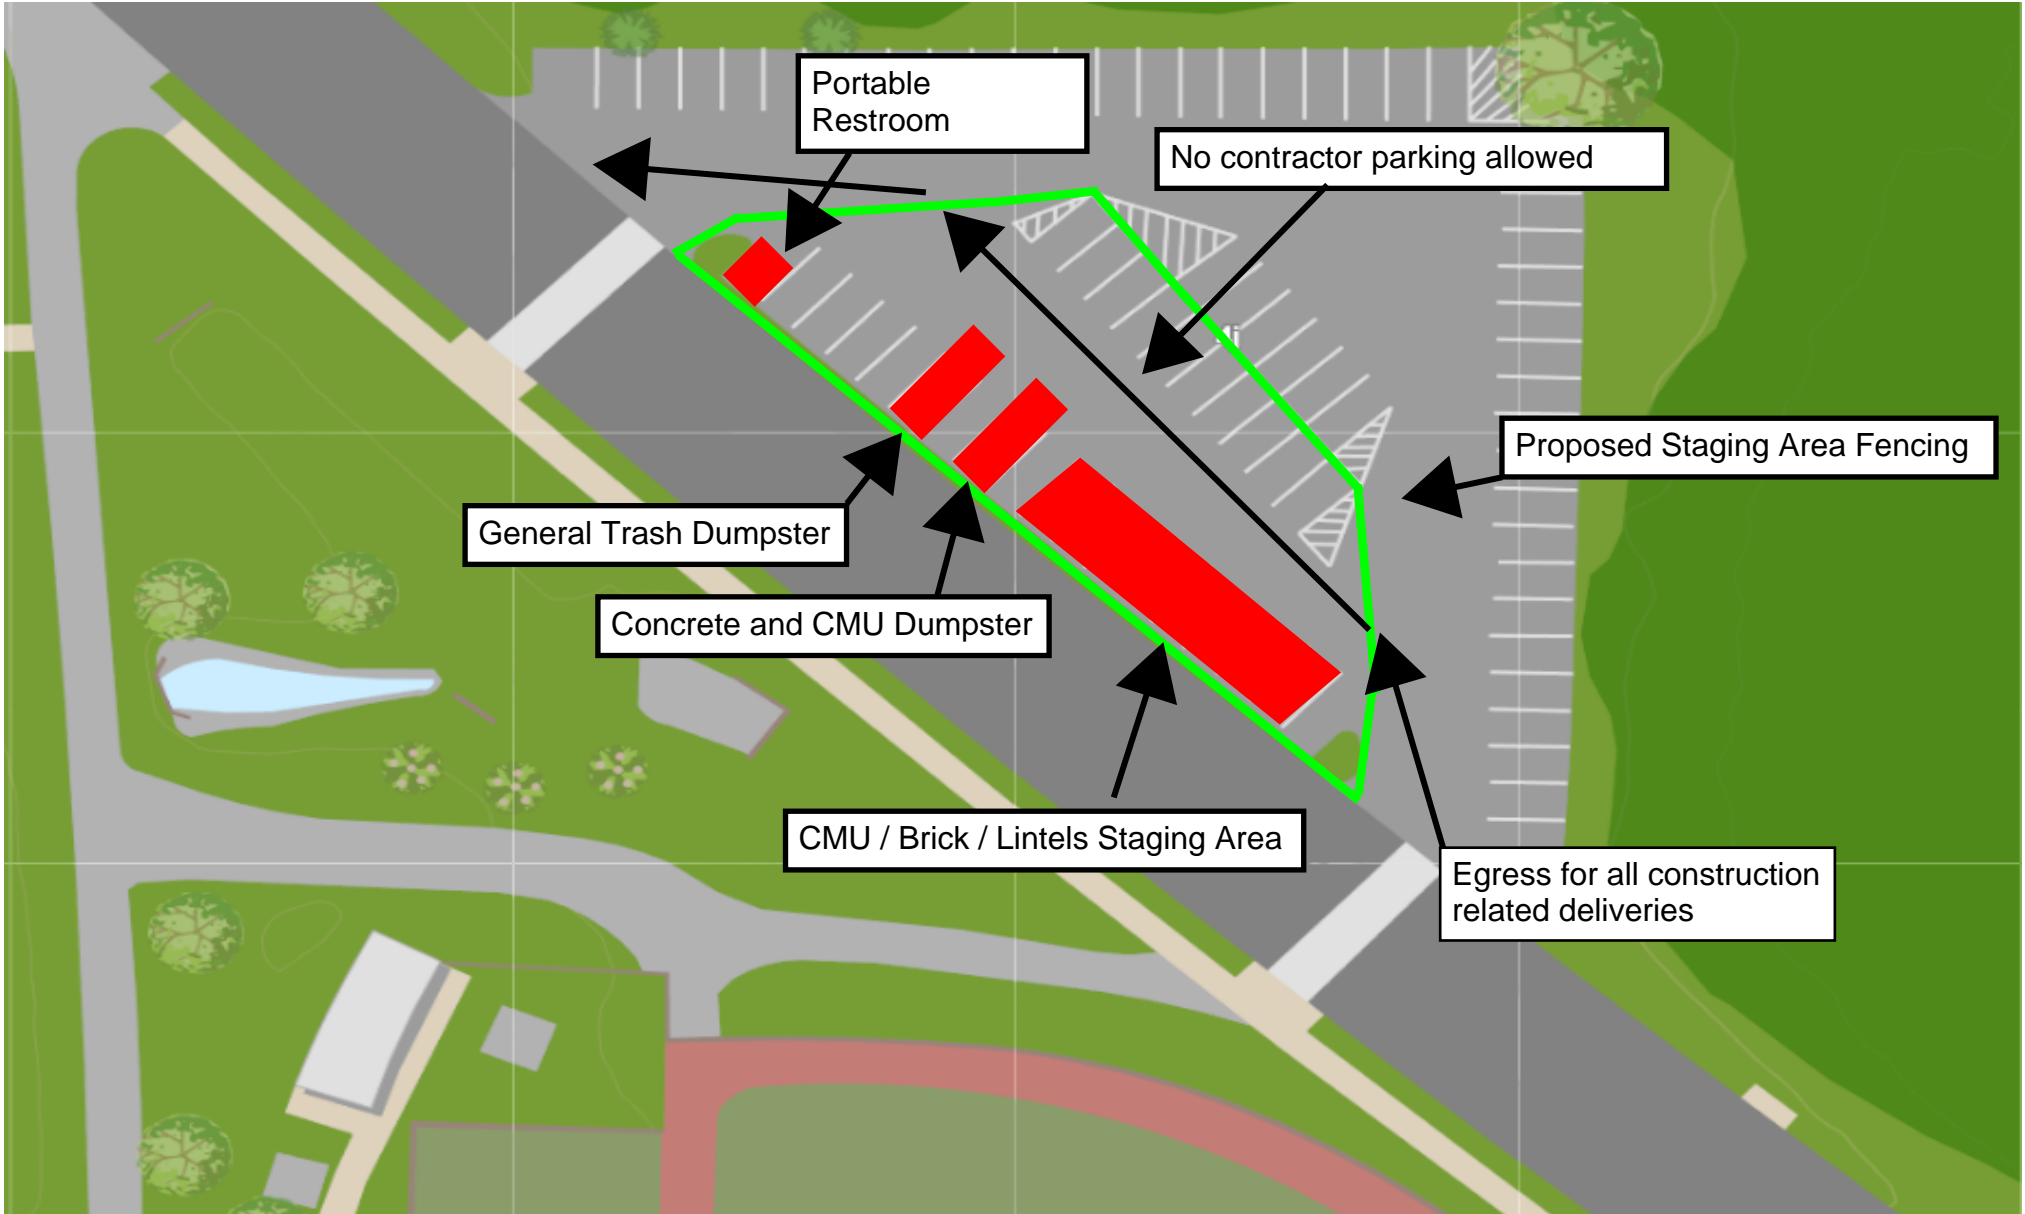 Portable
Restroom
No contractor parking allowed
Proposed Staging Area Fencing
General Trash Dumpster
Concrete and CMU Dumpster
CMU / Brick / Lintels Staging Area
Egress for all construction
related deliveries